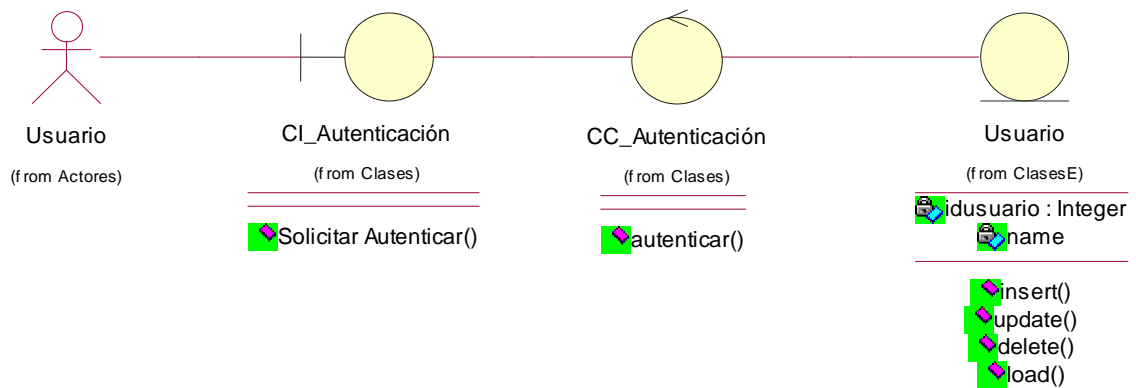 Usuario
(from Actores)
CI_Autenticación
(from Clases)
Solicitar Autenticar()
CC_Autenticación
(from Clases)
autenticar()
Usuario
(from ClasesE)
idusuario : Integer
name
insert()
update()
delete()
load()